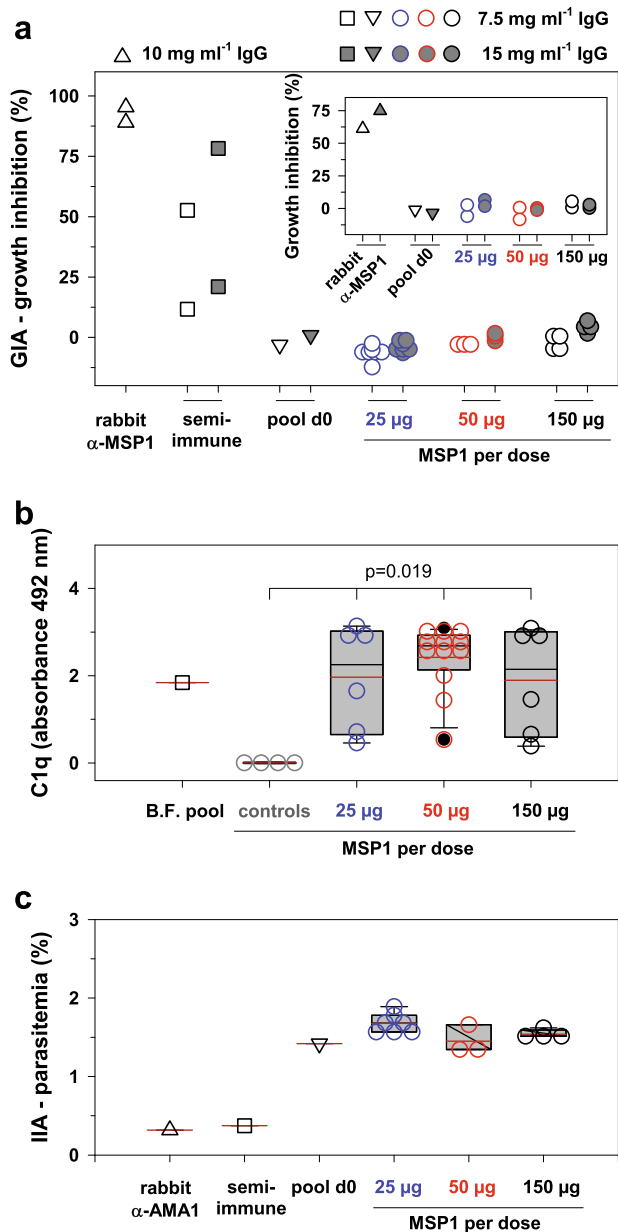 a
10 mg ml⁻¹ IgG
7.5 mg ml⁻¹ IgG
15 mg ml⁻¹ IgG
GIA - growth inhibition (%)
100
75
50
25
0
Growth inhibition (%)
75
50
25
0
rabbit α-MSP1
pool d0
25 µg
50 µg
150 µg
rabbit α-MSP1
semi-immune
pool d0
25 µg
50 µg
150 µg
MSP1 per dose
b
C1q (absorbance 492 nm)
4
2
0
p=0.019
B.F. pool
controls
25 µg
50 µg
150 µg
MSP1 per dose
c
IIA - parasitemia (%)
3
2
1
0
rabbit α-AMA1
semi-immune
pool d0
25 µg
50 µg
150 µg
MSP1 per dose